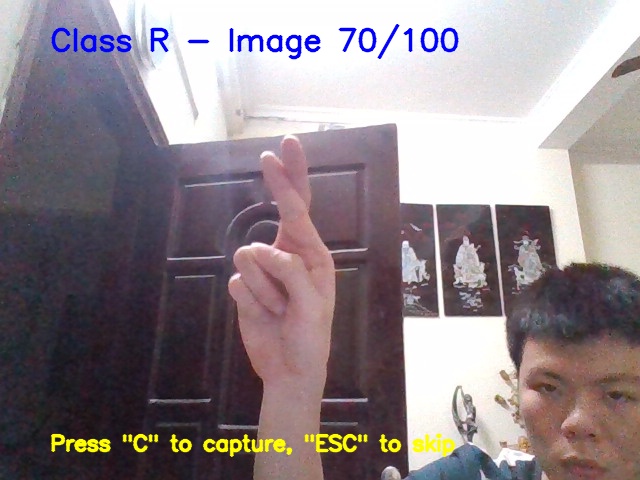 Class R - Image 70/100
Press "C" to capture, "ESC" to skip